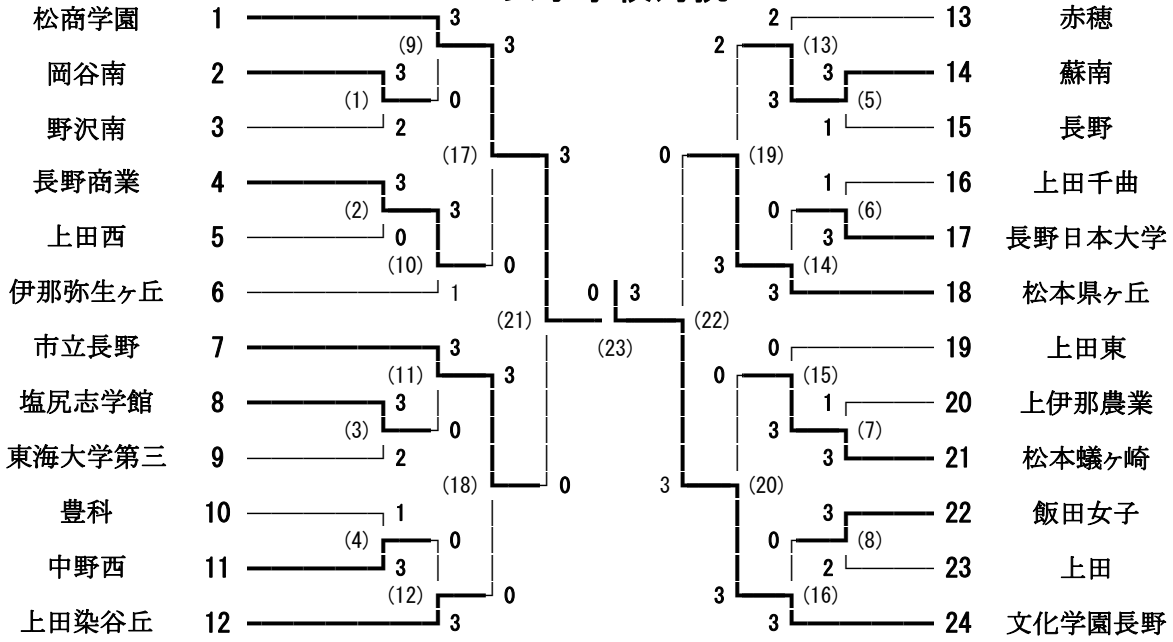 松商学園 1 3 2 13 赤穂
(9) 3 2 (13)
岡谷南 2 3 3 14 蘇南
(1) 0 3 (5)
野沢南 3 2 1 15 長野
(17) 3 0 (19)
長野商業 4 3 1 16 上田千曲
(2) 3 0 (6)
上田西 5 0 3 17 長野日本大学
(10) 0 3 (14)
伊那弥生ヶ丘 6 1 0 3 3 18 松本県ヶ丘
(21) (23) (22)
市立長野 7 3 0 19 上田東
(11) 3 0 (15)
塩尻志学館 8 3 1 20 上伊那農業
(3) 0 3 (7)
東海大学第三 9 2 3 21 松本蟻ヶ崎
(18) 0 3 (20)
豊科 10 1 3 22 飯田女子
(4) 0 0 (8)
中野西 11 3 2 23 上田
(12) 0 3 (16)
上田染谷丘 12 3 3 24 文化学園長野